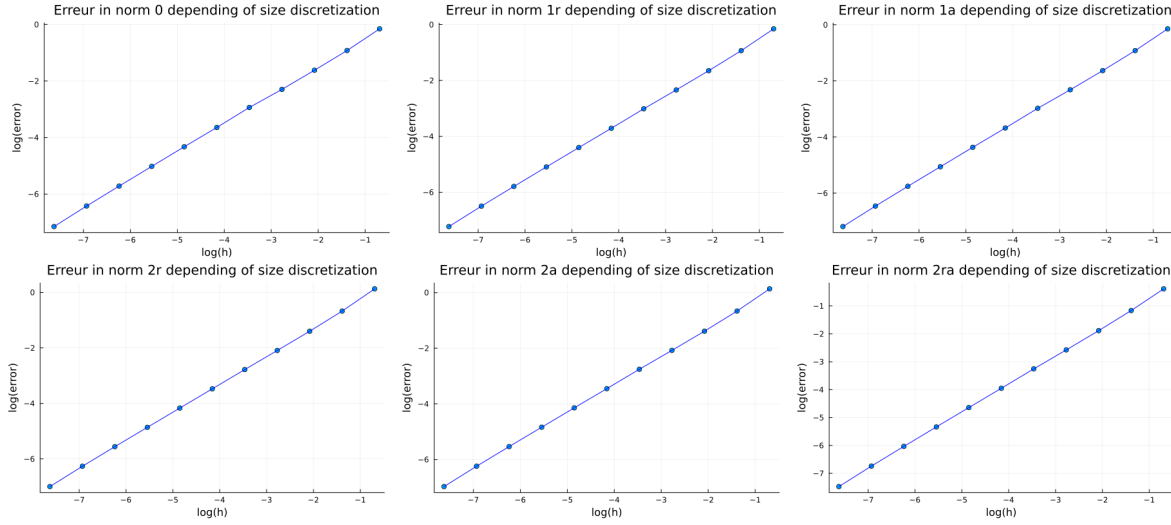 Erreur in norm 0 depending of size discretization
log(error)
0
−2
−4
−6
−7 −6 −5 −4 −3 −2 −1
log(h)
Erreur in norm 1r depending of size discretization
log(error)
0
−2
−4
−6
−7 −6 −5 −4 −3 −2 −1
log(h)
Erreur in norm 1a depending of size discretization
log(error)
0
−2
−4
−6
−7 −6 −5 −4 −3 −2 −1
log(h)
Erreur in norm 2r depending of size discretization
log(error)
0
−2
−4
−6
−7 −6 −5 −4 −3 −2 −1
log(h)
Erreur in norm 2a depending of size discretization
log(error)
0
−2
−4
−6
−7 −6 −5 −4 −3 −2 −1
log(h)
Erreur in norm 2ra depending of size discretization
log(error)
−1
−2
−3
−4
−5
−6
−7
−7 −6 −5 −4 −3 −2 −1
log(h)